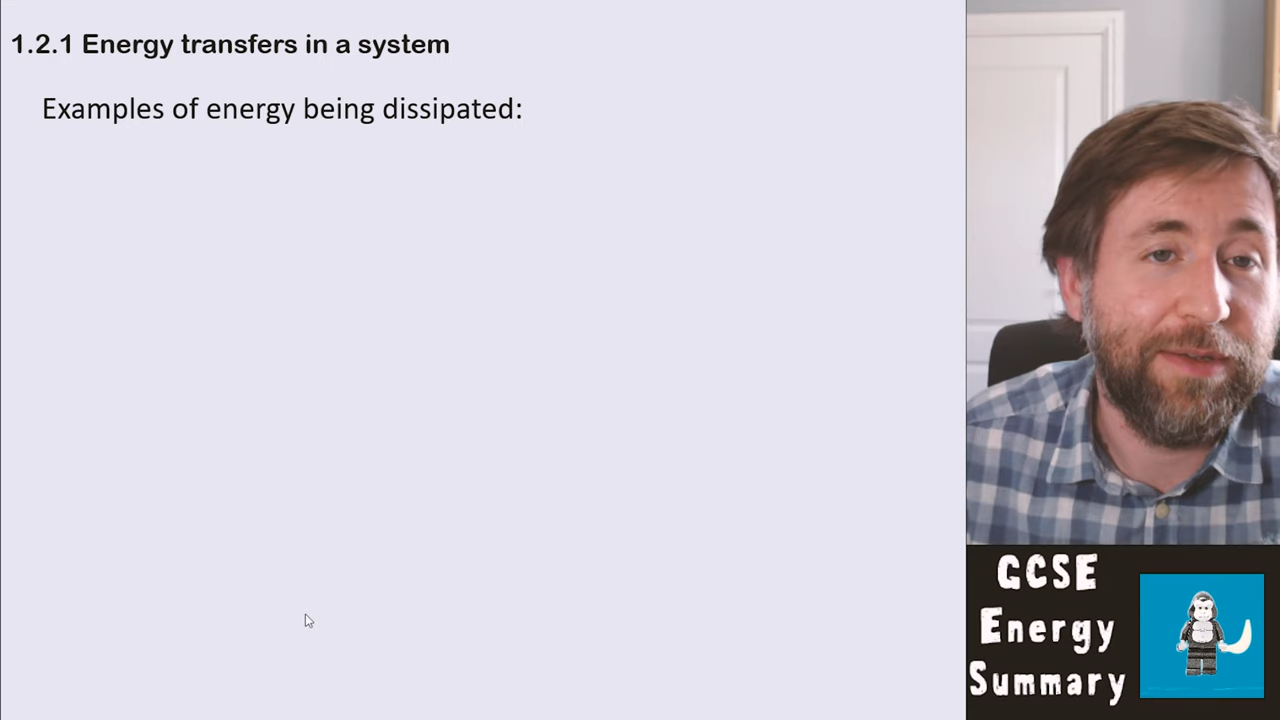 1.2.1 Energy transfers in a system
Examples of energy being dissipated:
GCSE
Energy
Summary